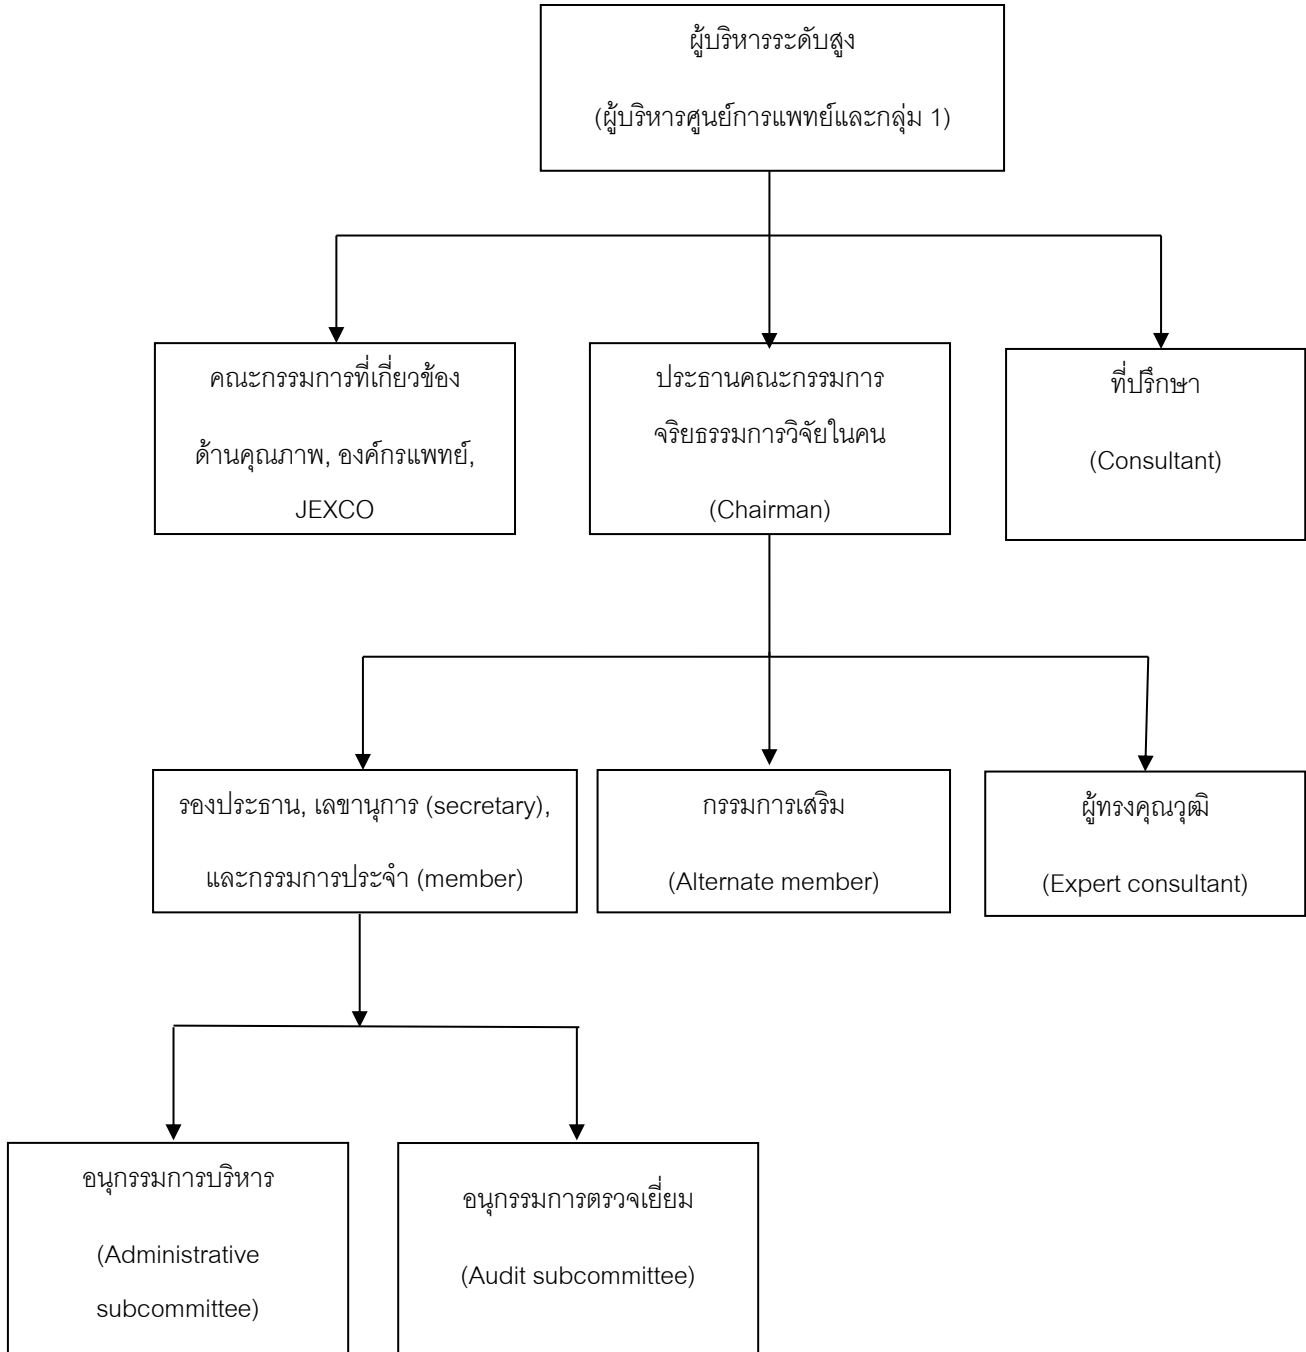 ผู้บริหารระดับสูง
(ผู้บริหารศูนย์การแพทย์และกลุ่ม 1)
คณะกรรมการที่เกี่ยวข้อง
ด้านคุณภาพ, องค์กรแพทย์,
JEXCO
ประธานคณะกรรมการ
จริยธรรมการวิจัยในคน
(Chairman)
ที่ปรึกษา
(Consultant)
รองประธาน, เลขานุการ (secretary),
และกรรมการประจำ (member)
กรรมการเสริม
(Alternate member)
ผู้ทรงคุณวุฒิ
(Expert consultant)
อนุกรรมการบริหาร
(Administrative
subcommittee)
อนุกรรมการตรวจเยี่ยม
(Audit subcommittee)